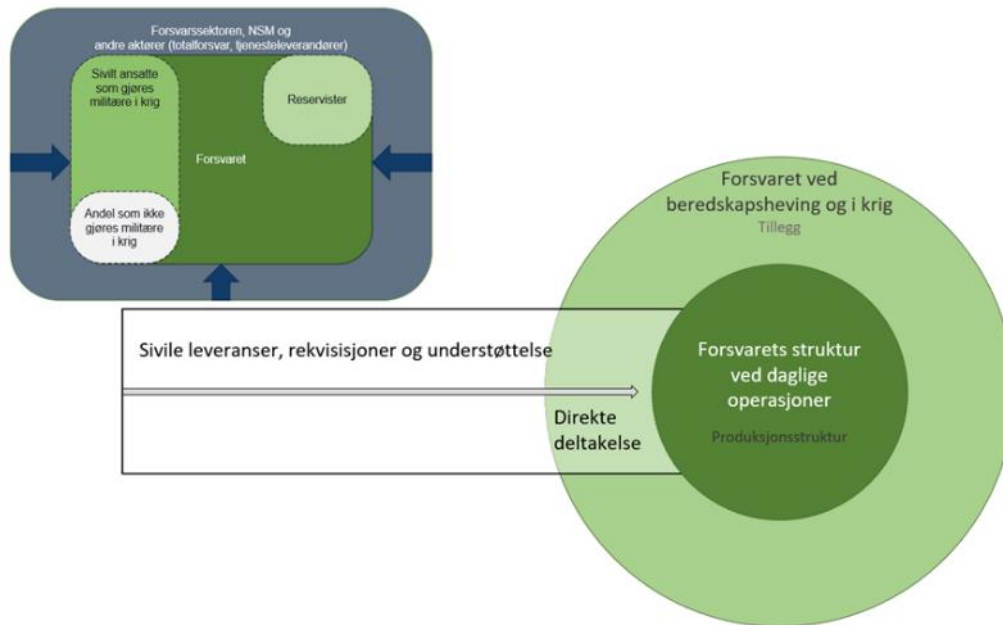 Forsvarssektoren, NSM og
andre aktører (totalforsvar, tjenesteleverandører)
Sivilt ansatte
som gjøres
militære i krig
Reservister
Forsvaret
Andel som ikke
gjøres militære
i krig
Forsvaret ved
beredskapsheving og i krig
Tillegg
Sivile leveranser, rekvisisjoner og understøttelse
Direkte
deltakelse
Forsvarets struktur
ved daglige
operasjoner
Produksjonsstruktur